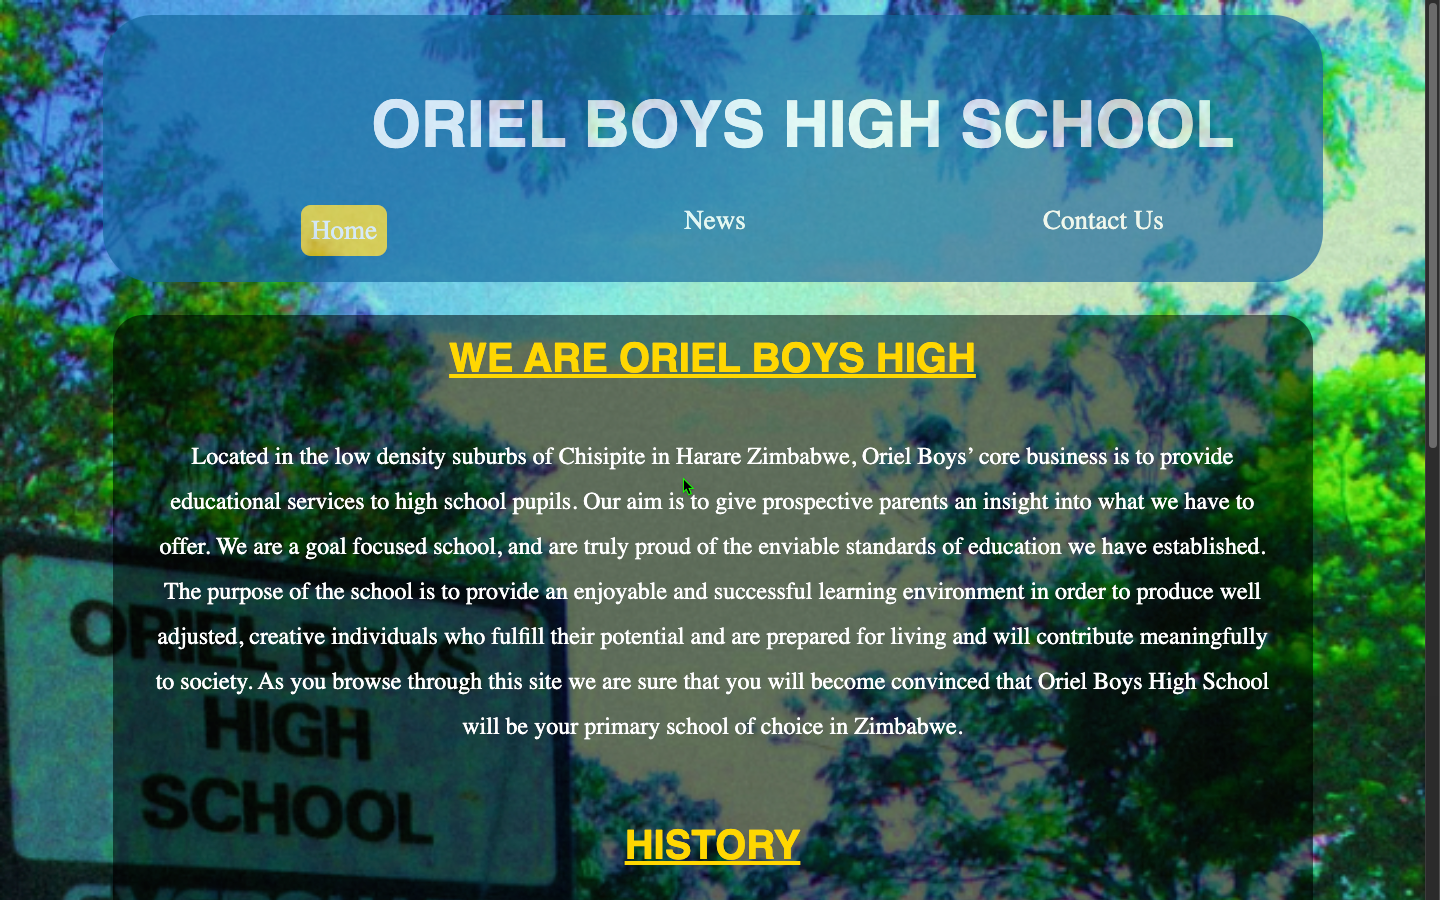 ORIEL BOYS HIGH SCHOOL
Home
News
Contact Us
WE ARE ORIEL BOYS HIGH
Located in the low density suburbs of Chisipite in Harare Zimbabwe, Oriel Boys’ core business is to provide
educational services to high school pupils. Our aim is to give prospective parents an insight into what we have to
offer. We are a goal focused school, and are truly proud of the enviable standards of education we have established.
The purpose of the school is to provide an enjoyable and successful learning environment in order to produce well
adjusted, creative individuals who fulfill their potential and are prepared for living and will contribute meaningfully
to society. As you browse through this site we are sure that you will become convinced that Oriel Boys High School
will be your primary school of choice in Zimbabwe.
ORIEL BOYS
HIGH
SCHOOL
HISTORY